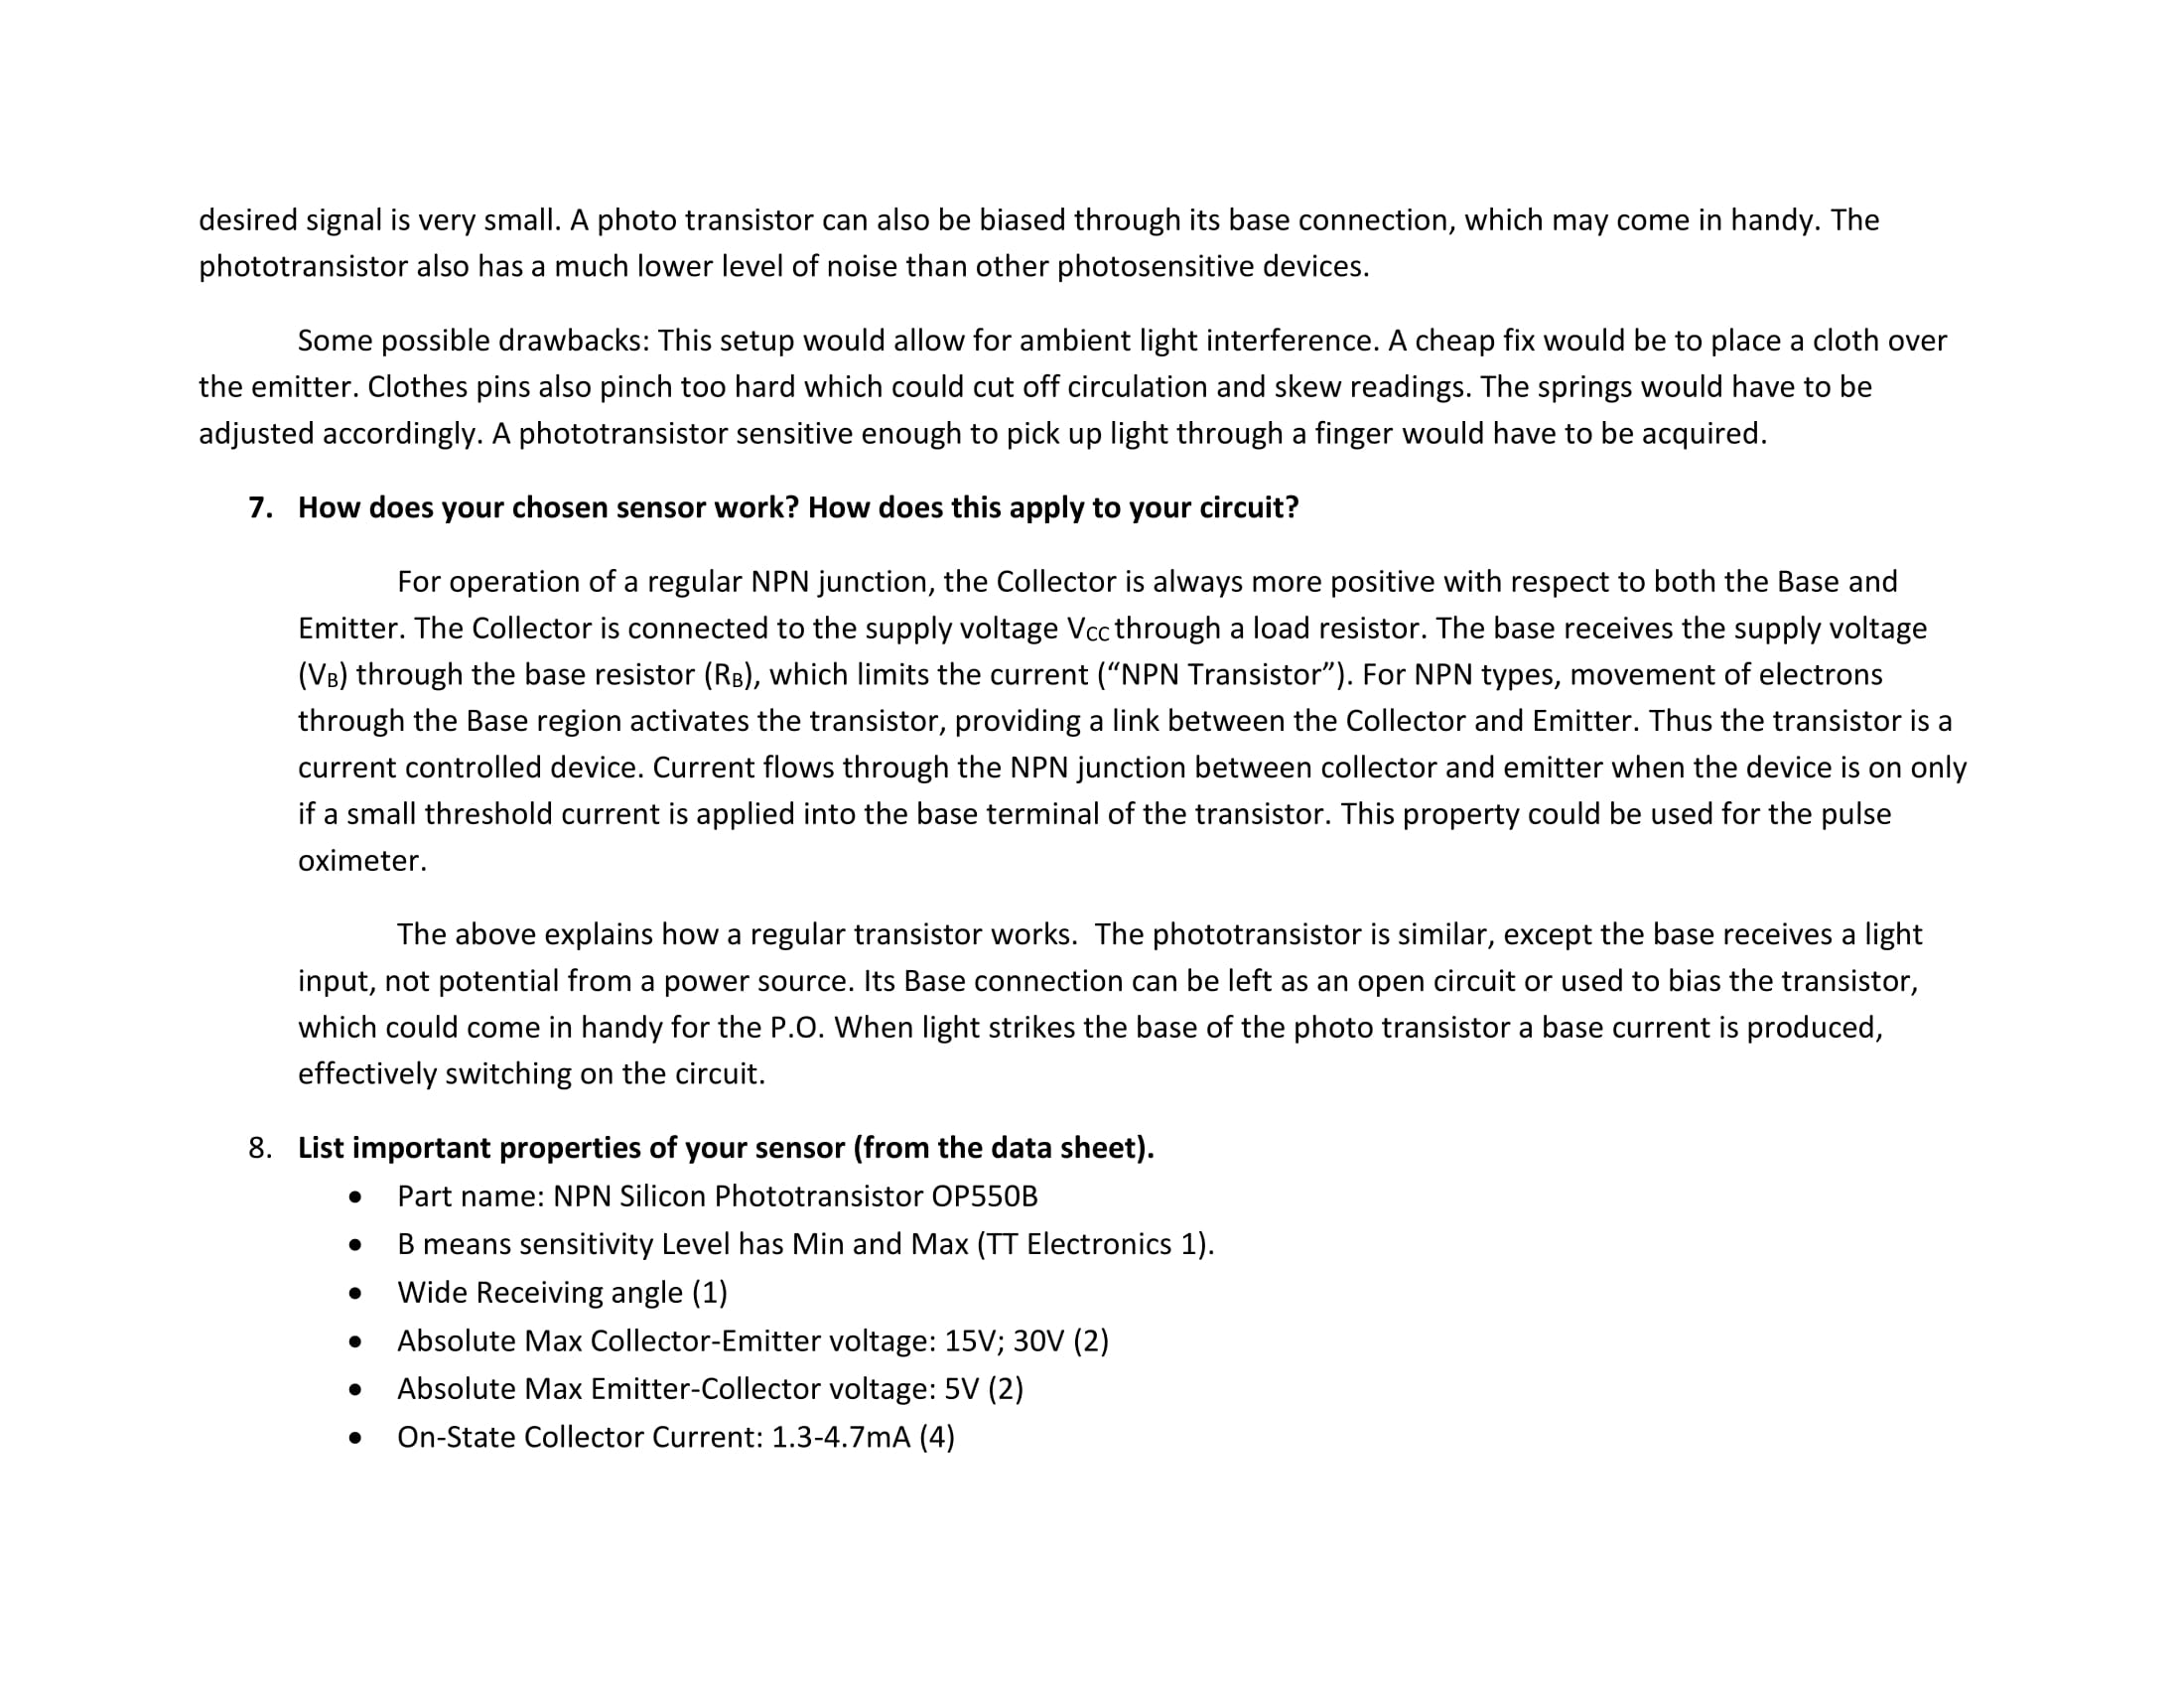 desired signal is very small. A photo transistor can also be biased through its base connection, which may come in handy. The
phototransistor also has a much lower level of noise than other photosensitive devices.
Some possible drawbacks: This setup would allow for ambient light interference. A cheap fix would be to place a cloth over
the emitter. Clothes pins also pinch too hard which could cut off circulation and skew readings. The springs would have to be
adjusted accordingly. A phototransistor sensitive enough to pick up light through a finger would have to be acquired.
7. How does your chosen sensor work? How does this apply to your circuit?
For operation of a regular NPN junction, the Collector is always more positive with respect to both the Base and
Emitter. The Collector is connected to the supply voltage VCC through a load resistor. The base receives the supply voltage
(VB) through the base resistor (RB), which limits the current (“NPN Transistor”). For NPN types, movement of electrons
through the Base region activates the transistor, providing a link between the Collector and Emitter. Thus the transistor is a
current controlled device. Current flows through the NPN junction between collector and emitter when the device is on only
if a small threshold current is applied into the base terminal of the transistor. This property could be used for the pulse
oximeter.
The above explains how a regular transistor works.  The phototransistor is similar, except the base receives a light
input, not potential from a power source. Its Base connection can be left as an open circuit or used to bias the transistor,
which could come in handy for the P.O. When light strikes the base of the photo transistor a base current is produced,
effectively switching on the circuit.
8. List important properties of your sensor (from the data sheet).
• Part name: NPN Silicon Phototransistor OP550B
• B means sensitivity Level has Min and Max (TT Electronics 1).
• Wide Receiving angle (1)
• Absolute Max Collector-Emitter voltage: 15V; 30V (2)
• Absolute Max Emitter-Collector voltage: 5V (2)
• On-State Collector Current: 1.3-4.7mA (4)